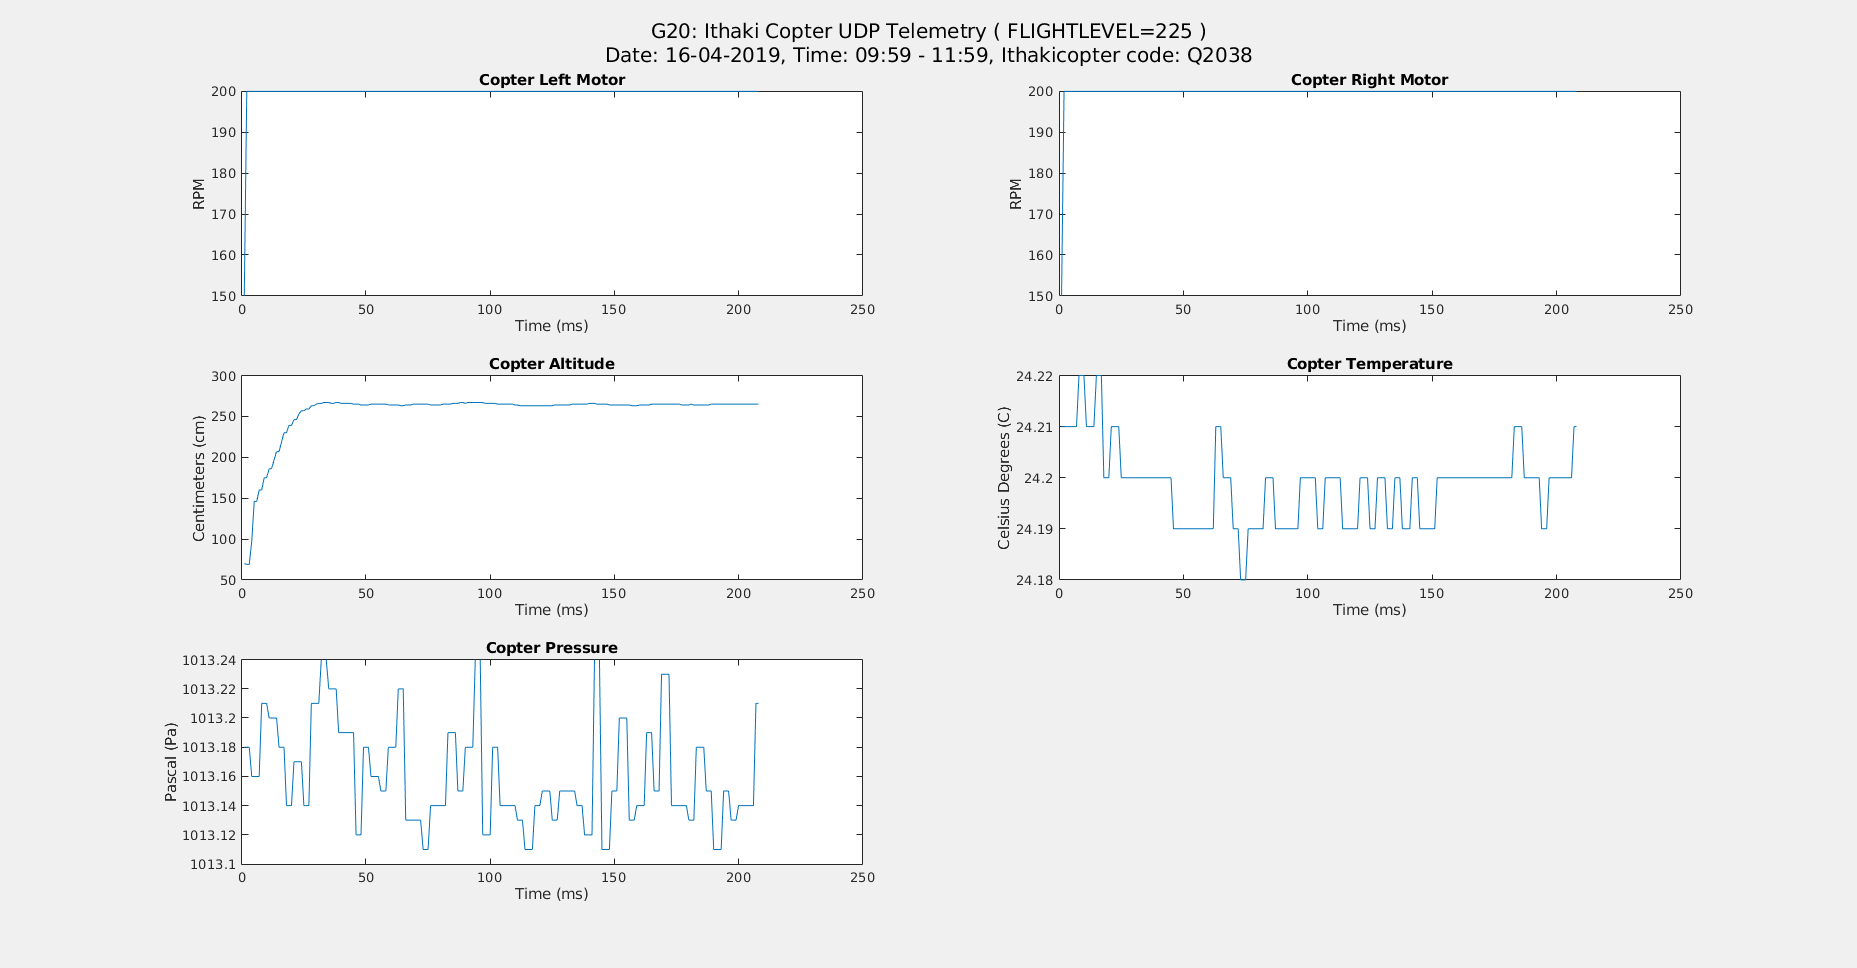 G20: Ithaki Copter UDP Telemetry ( FLIGHTLEVEL=225 )
Date: 16-04-2019, Time: 09:59 - 11:59, Ithakicopter code: Q2038
Copter Left Motor
200
190
180
170
160
150
RPM
0 50 100 150 200 250
Time (ms)
Copter Right Motor
200
190
180
170
160
150
RPM
0 50 100 150 200 250
Time (ms)
Copter Altitude
300
250
200
150
100
50
Centimeters (cm)
0 50 100 150 200 250
Time (ms)
Copter Temperature
24.22
24.21
24.2
24.19
24.18
Celsius Degrees (C)
0 50 100 150 200 250
Time (ms)
Copter Pressure
1013.24
1013.22
1013.2
1013.18
1013.16
1013.14
1013.12
1013.1
Pascal (Pa)
0 50 100 150 200 250
Time (ms)